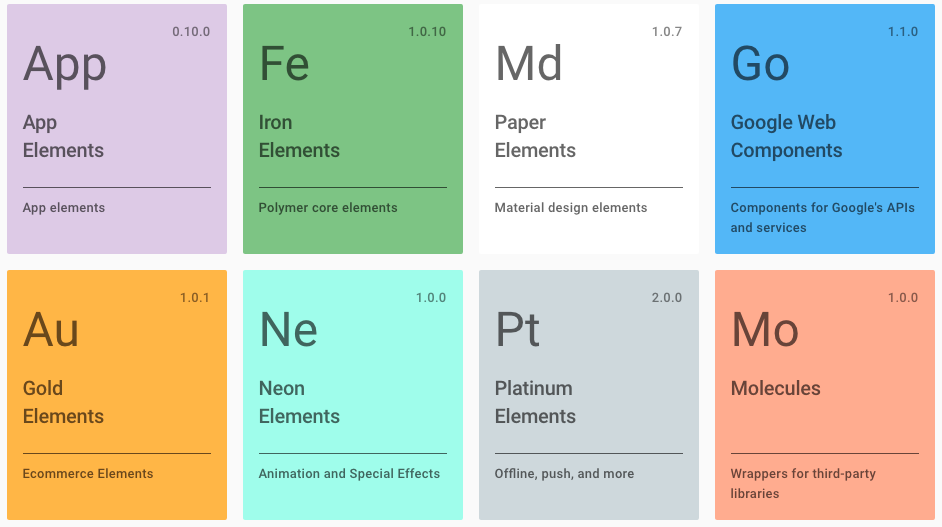 0.10.0
App
App
Elements
App elements
1.0.10
Fe
Iron
Elements
Polymer core elements
1.0.7
Md
Paper
Elements
Material design elements
1.1.0
Go
Google Web
Components
Components for Google's APIs
and services
1.0.1
Au
Gold
Elements
Ecommerce Elements
1.0.0
Ne
Neon
Elements
Animation and Special Effects
2.0.0
Pt
Platinum
Elements
Offline, push, and more
1.0.0
Mo
Molecules
Wrappers for third-party
libraries